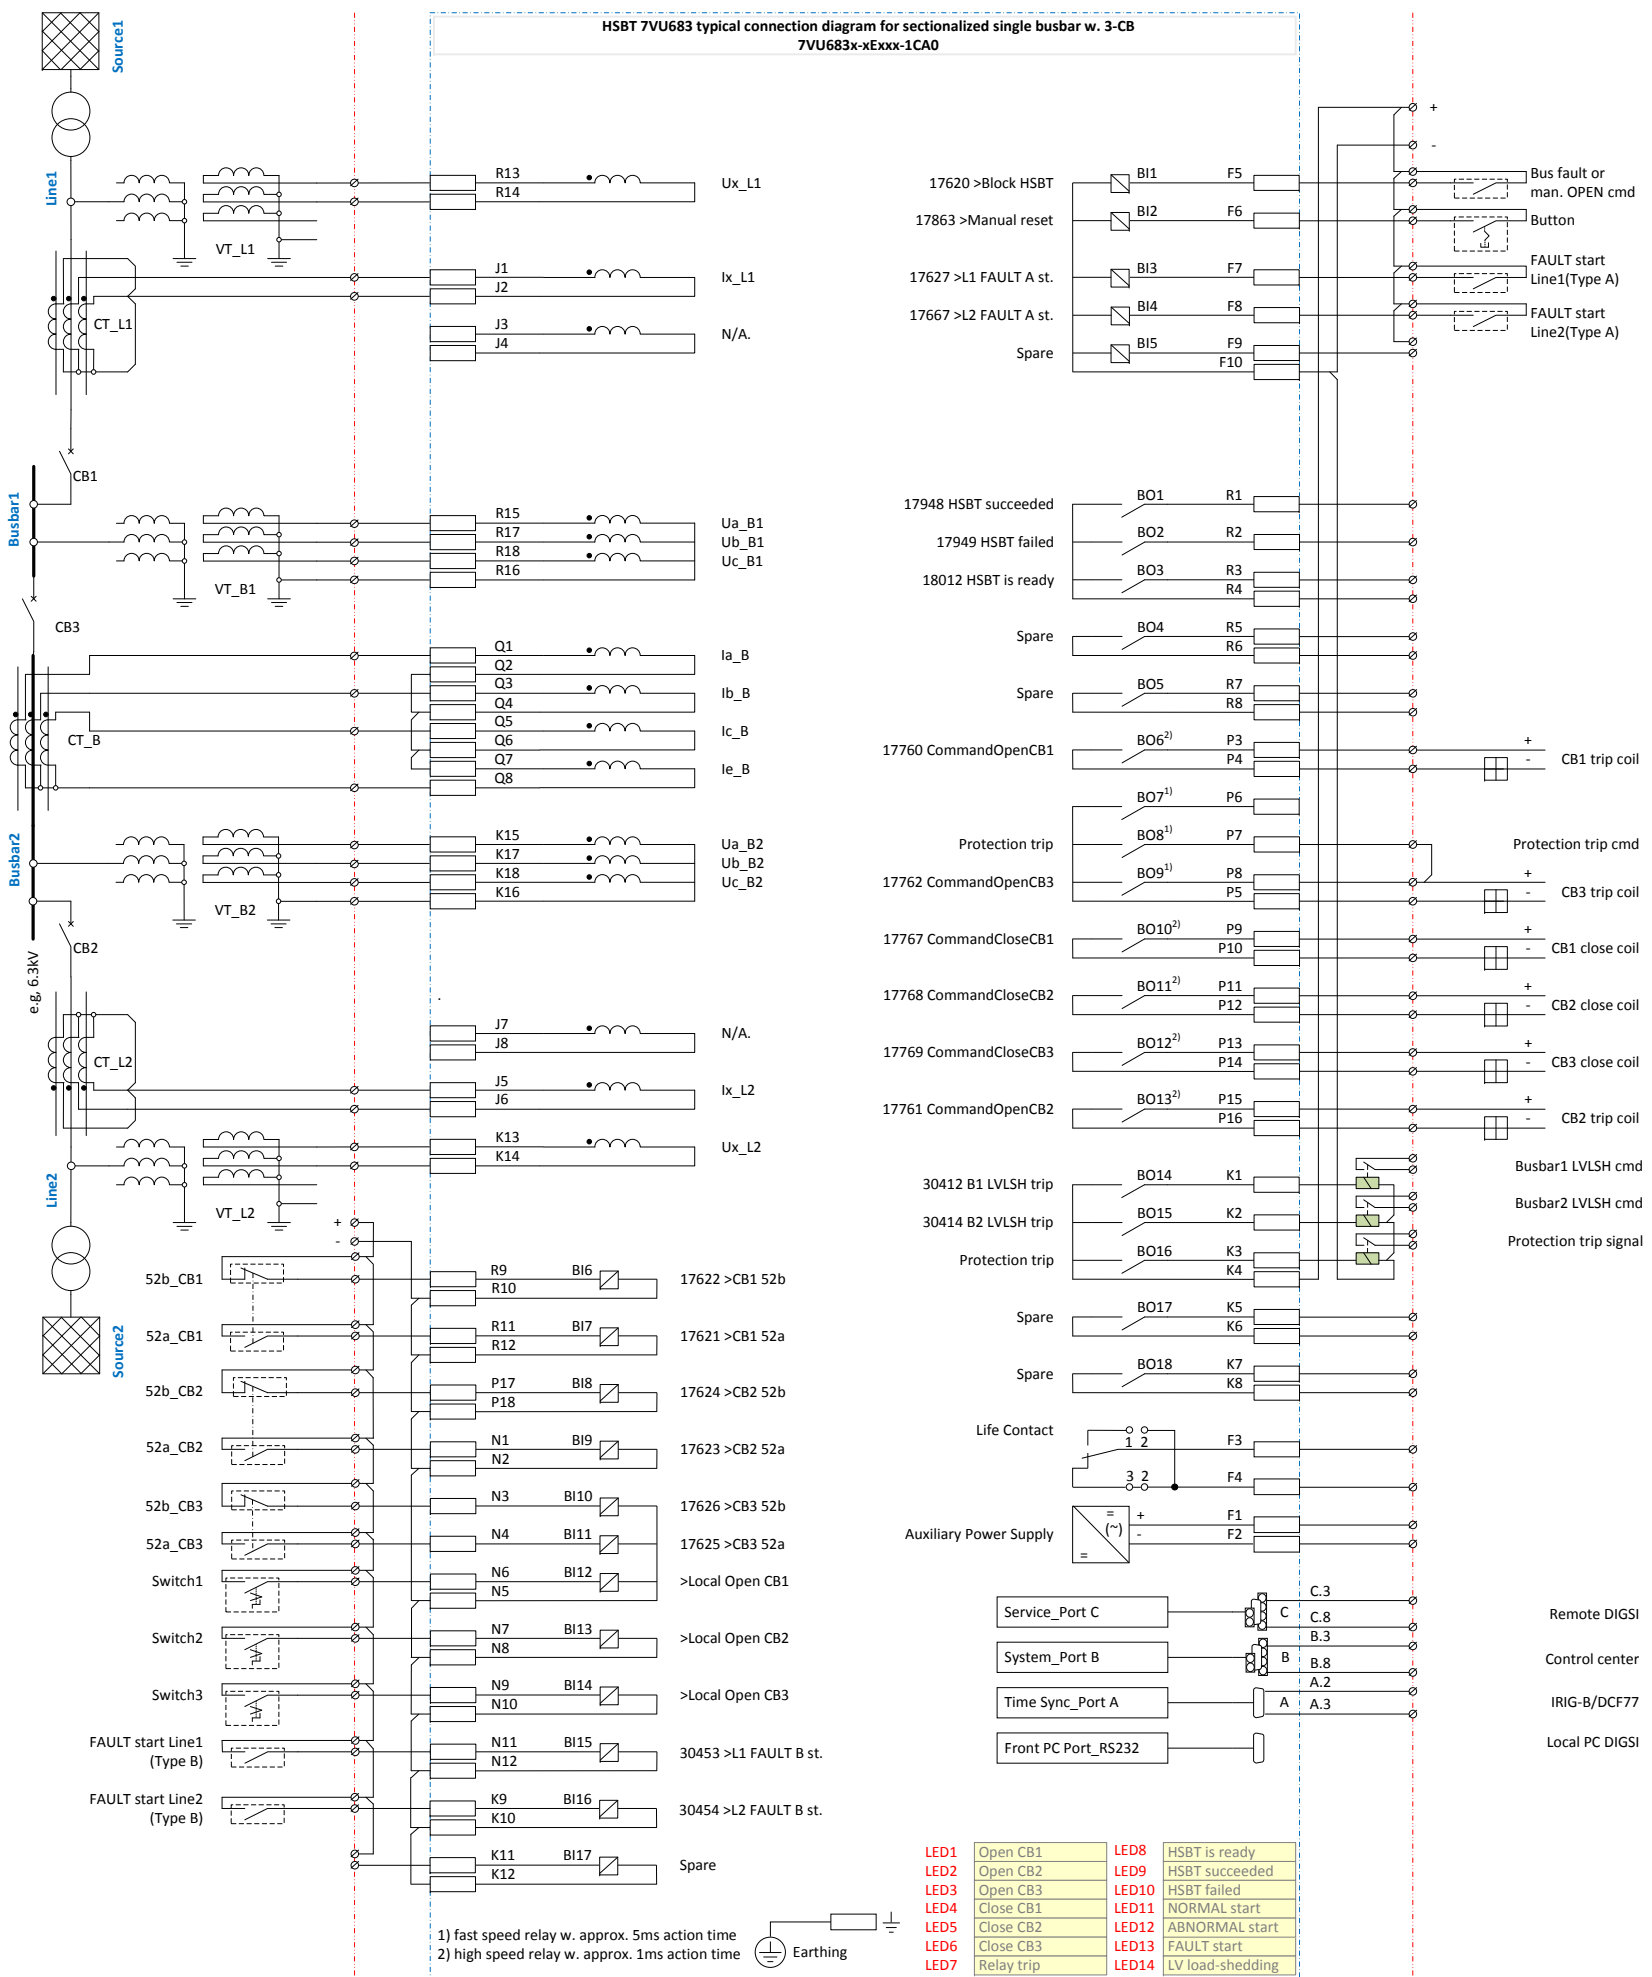 HSBT 7VU683 typical connection diagram for sectionalized single busbar w. 3-CB
7VU683x-xExxx-1CA0
Source1
Line1
VT_L1
CT_L1
CB1
Busbar1
VT_B1
CB3
CT_B
Busbar2
VT_B2
CB2
e.g, 6.3kV
CT_L2
Line2
VT_L2
Source2
R13
R14
Ux_L1
J1
J2
Ix_L1
J3
J4
N/A.
R15
R17
R18
R16
Ua_B1
Ub_B1
Uc_B1
Q1
Q2
Q3
Q4
Q5
Q6
Q7
Q8
Ia_B
Ib_B
Ic_B
Ie_B
K15
K17
K18
K16
Ua_B2
Ub_B2
Uc_B2
.
J7
J8
N/A.
J5
J6
Ix_L2
K13
K14
Ux_L2
+
-
52b_CB1 R9 BI6 17622 >CB1 52b
R10
52a_CB1 R11 BI7 17621 >CB1 52a
R12
52b_CB2 P17 BI8 17624 >CB2 52b
P18
52a_CB2 N1 BI9 17623 >CB2 52a
N2
52b_CB3 N3 BI10 17626 >CB3 52b
52a_CB3 N4 BI11 17625 >CB3 52a
Switch1 N6 BI12 >Local Open CB1
N5
Switch2 N7 BI13 >Local Open CB2
N8
Switch3 N9 BI14 >Local Open CB3
N10
FAULT start Line1
(Type B)
N11 BI15 30453 >L1 FAULT B st.
N12
FAULT start Line2
(Type B)
K9 BI16 30454 >L2 FAULT B st.
K10
K11 BI17 Spare
K12
1) fast speed relay w. approx. 5ms action time
2) high speed relay w. approx. 1ms action time
Earthing
+
-
17620 >Block HSBT BI1 F5
Bus fault or
man. OPEN cmd
17863 >Manual reset BI2 F6 Button
17627 >L1 FAULT A st. BI3 F7
FAULT start
Line1(Type A)
17667 >L2 FAULT A st. BI4 F8
FAULT start
Line2(Type A)
Spare BI5 F9
F10
17948 HSBT succeeded BO1 R1
17949 HSBT failed BO2 R2
18012 HSBT is ready BO3 R3
R4
Spare BO4 R5
R6
Spare BO5 R7
R8
17760 CommandOpenCB1 BO6 2) P3 +
P4 - CB1 trip coil
BO7 1) P6
Protection trip BO8 1) P7 Protection trip cmd
17762 CommandOpenCB3 BO9 1) P8 +
P5 - CB3 trip coil
17767 CommandCloseCB1 BO10 2) P9 +
P10 - CB1 close coil
17768 CommandCloseCB2 BO11 2) P11 +
P12 - CB2 close coil
17769 CommandCloseCB3 BO12 2) P13 +
P14 - CB3 close coil
17761 CommandOpenCB2 BO13 2) P15 +
P16 - CB2 trip coil
30412 B1 LVLSH trip BO14 K1 Busbar1 LVLSH cmd
30414 B2 LVLSH trip BO15 K2 Busbar2 LVLSH cmd
Protection trip BO16 K3 Protection trip signal
K4
Spare BO17 K5
K6
Spare BO18 K7
K8
Life Contact 1 2 F3
3 2 F4
Auxiliary Power Supply = (~) = + F1
- F2
Service_Port C C C.3
C.8 Remote DIGSI
System_Port B B B.3
B.8 Control center
Time Sync_Port A A A.2
A.3 IRIG-B/DCF77
Front PC Port_RS232 Local PC DIGSI
LED1 Open CB1 LED8 HSBT is ready
LED2 Open CB2 LED9 HSBT succeeded
LED3 Open CB3 LED10 HSBT failed
LED4 Close CB1 LED11 NORMAL start
LED5 Close CB2 LED12 ABNORMAL start
LED6 Close CB3 LED13 FAULT start
LED7 Relay trip LED14 LV load-shedding